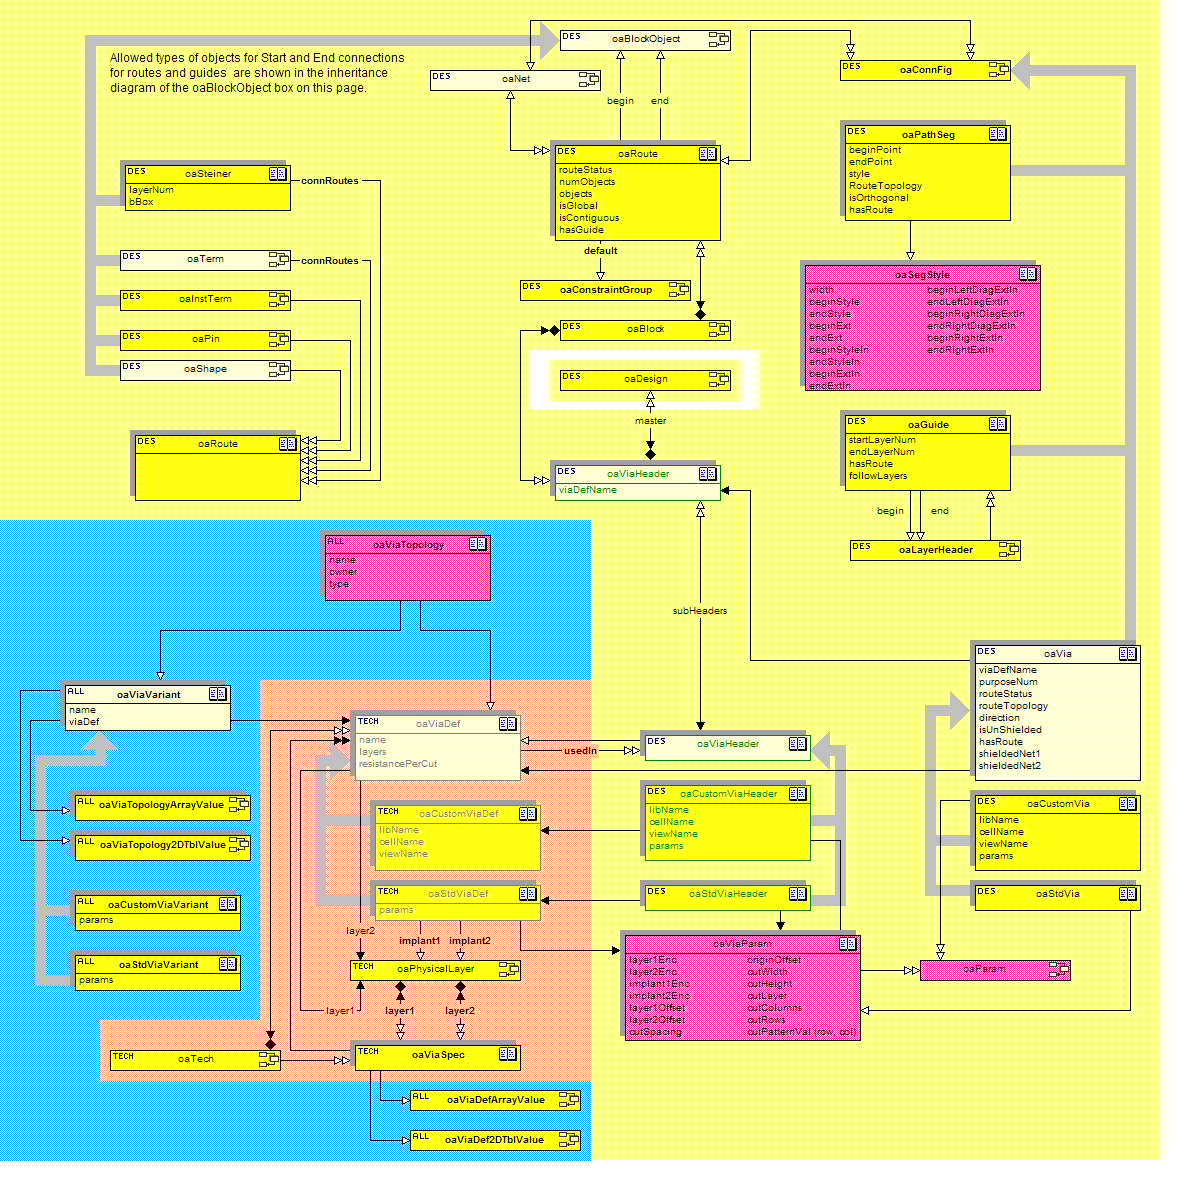 Allowed types of objects for Start and End connections
for routes and guides are shown in the inheritance
diagram of the oaBlockObject box on this page.
DES oaBlockObject
DES oaNet
DES oaConnFig
begin end
DES oaRoute
routeStatus
numObjects
objects
isGlobal
isContiguous
hasGuide
default
DES oaPathSeg
beginPoint
endPoint
style
RouteTopology
isOrthogonal
hasRoute
DES oaSteiner
layerNum
bBox
connRoutes
DES oaTerm
connRoutes
DES oaInstTerm
DES oaPin
DES oaShape
DES oaRoute
DES oaConstraintGroup
DES oaBlock
DES oaDesign
master
DES oaViaHeader
viaDefName
oaSegStyle
width beginLeftDiagExtIn
beginStyle endLeftDiagExtIn
endStyle beginRightDiagExtIn
beginExt endRightDiagExtIn
endExt beginRightExtIn
beginStyleIn endRightExtIn
endStyleIn
beginExtIn
endExtIn
DES oaGuide
startLayerNum
endLayerNum
hasRoute
followLayers
begin end
DES oaLayerHeader
subHeaders
ALL oaViaTopology
name
owner
type
ALL oaViaVariant
name
viaDef
ALL oaViaTopologyArrayValue
ALL oaViaTopology2DTblValue
ALL oaCustomViaVariant
params
ALL oaStdViaVariant
params
TECH oaViaDef
name
layers
resistancePerCut
usedIn
TECH oaCustomViaDef
libName
cellName
viewName
TECH oaStdViaDef
params
layer2
implant1 implant2
TECH oaPhysicalLayer
layer1 layer1 layer2
TECH oaTech
TECH oaViaSpec
ALL oaViaDefArrayValue
ALL oaViaDef2DTblValue
DES oaViaHeader
DES oaCustomViaHeader
libName
cellName
viewName
params
DES oaStdViaHeader
oaViaParam
layer1Enc originOffset
layer2Enc cutWidth
implant1Enc cutHeight
implant2Enc cutLayer
layer1Offset cutColumns
layer2Offset cutRows
cutSpacing cutPatternVal (row, col)
DES oaVia
viaDefName
purposeNum
routeStatus
routeTopology
direction
isUnShielded
hasRoute
shieldedNet1
shieldedNet2
DES oaCustomVia
libName
cellName
viewName
params
DES oaStdVia
oaParam